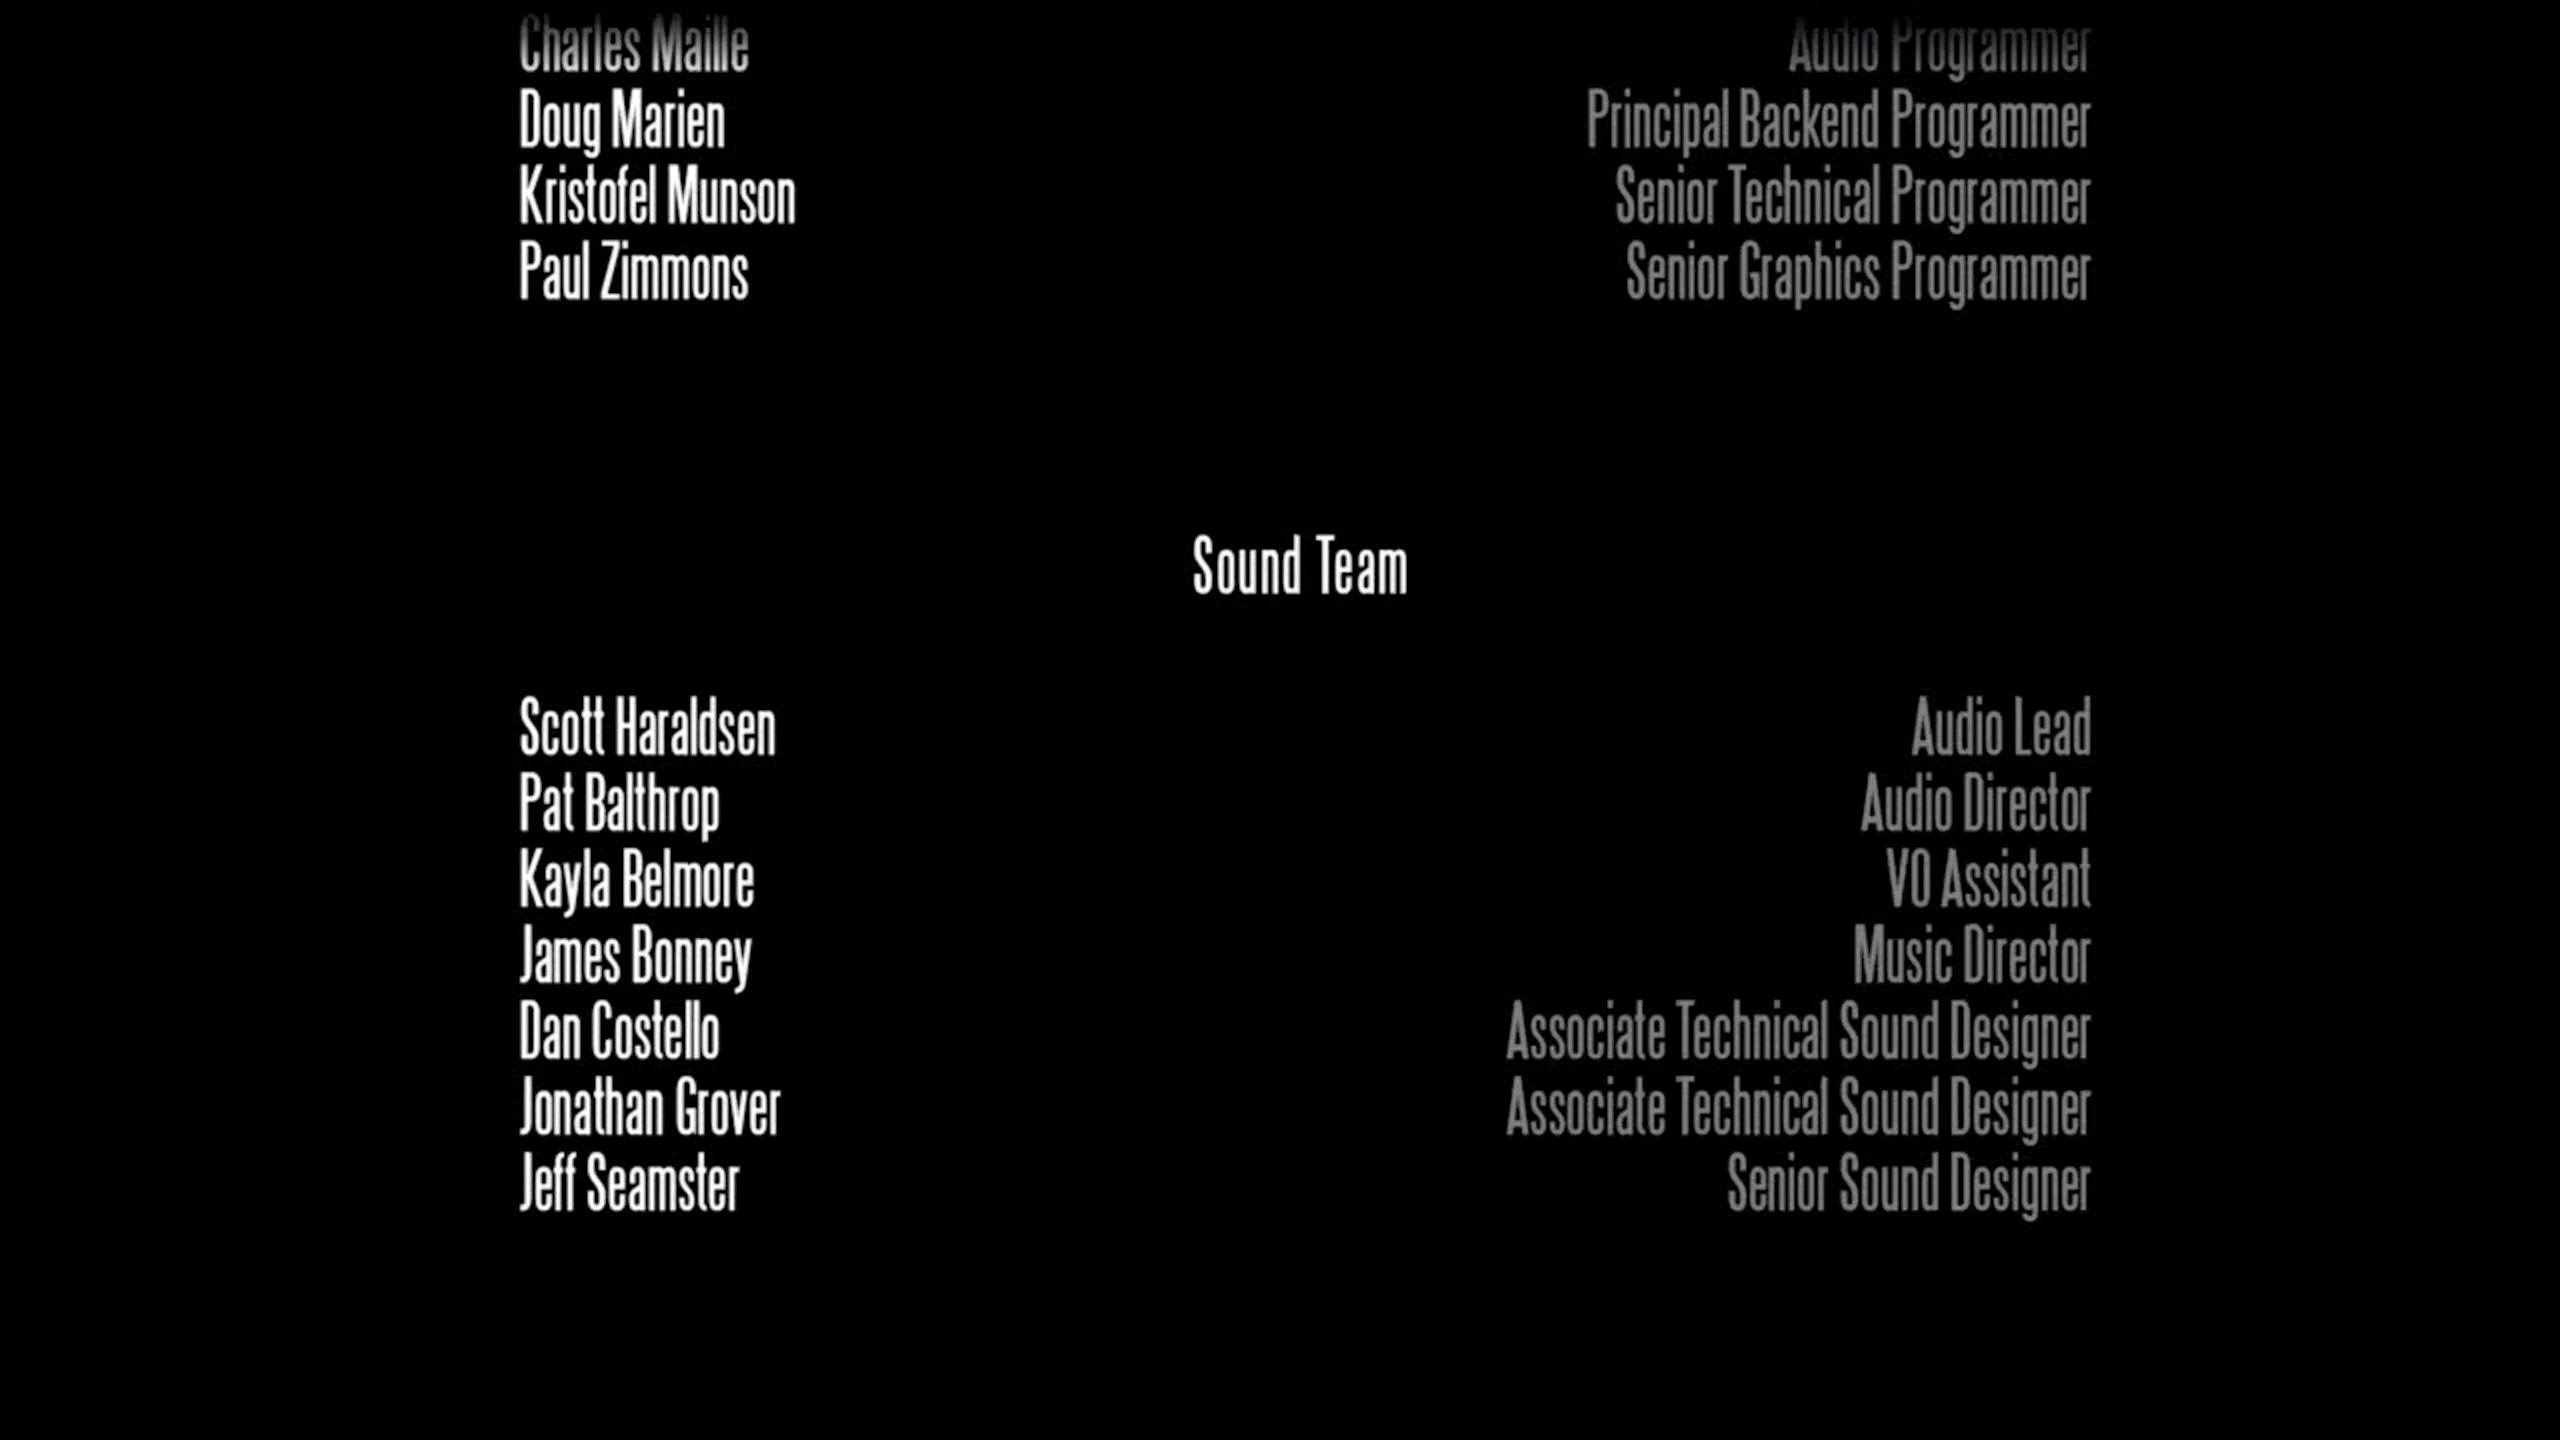 Charles Maille Audio Programmer
Doug Marien Principal Backend Programmer
Kristofel Munson Senior Technical Programmer
Paul Zimmons Senior Graphics Programmer
Sound Team
Scott Haraldsen Audio Lead
Pat Balthrop Audio Director
Kayla Belmore VO Assistant
James Bonney Music Director
Dan Costello Associate Technical Sound Designer
Jonathan Grover Associate Technical Sound Designer
Jeff Seamster Senior Sound Designer